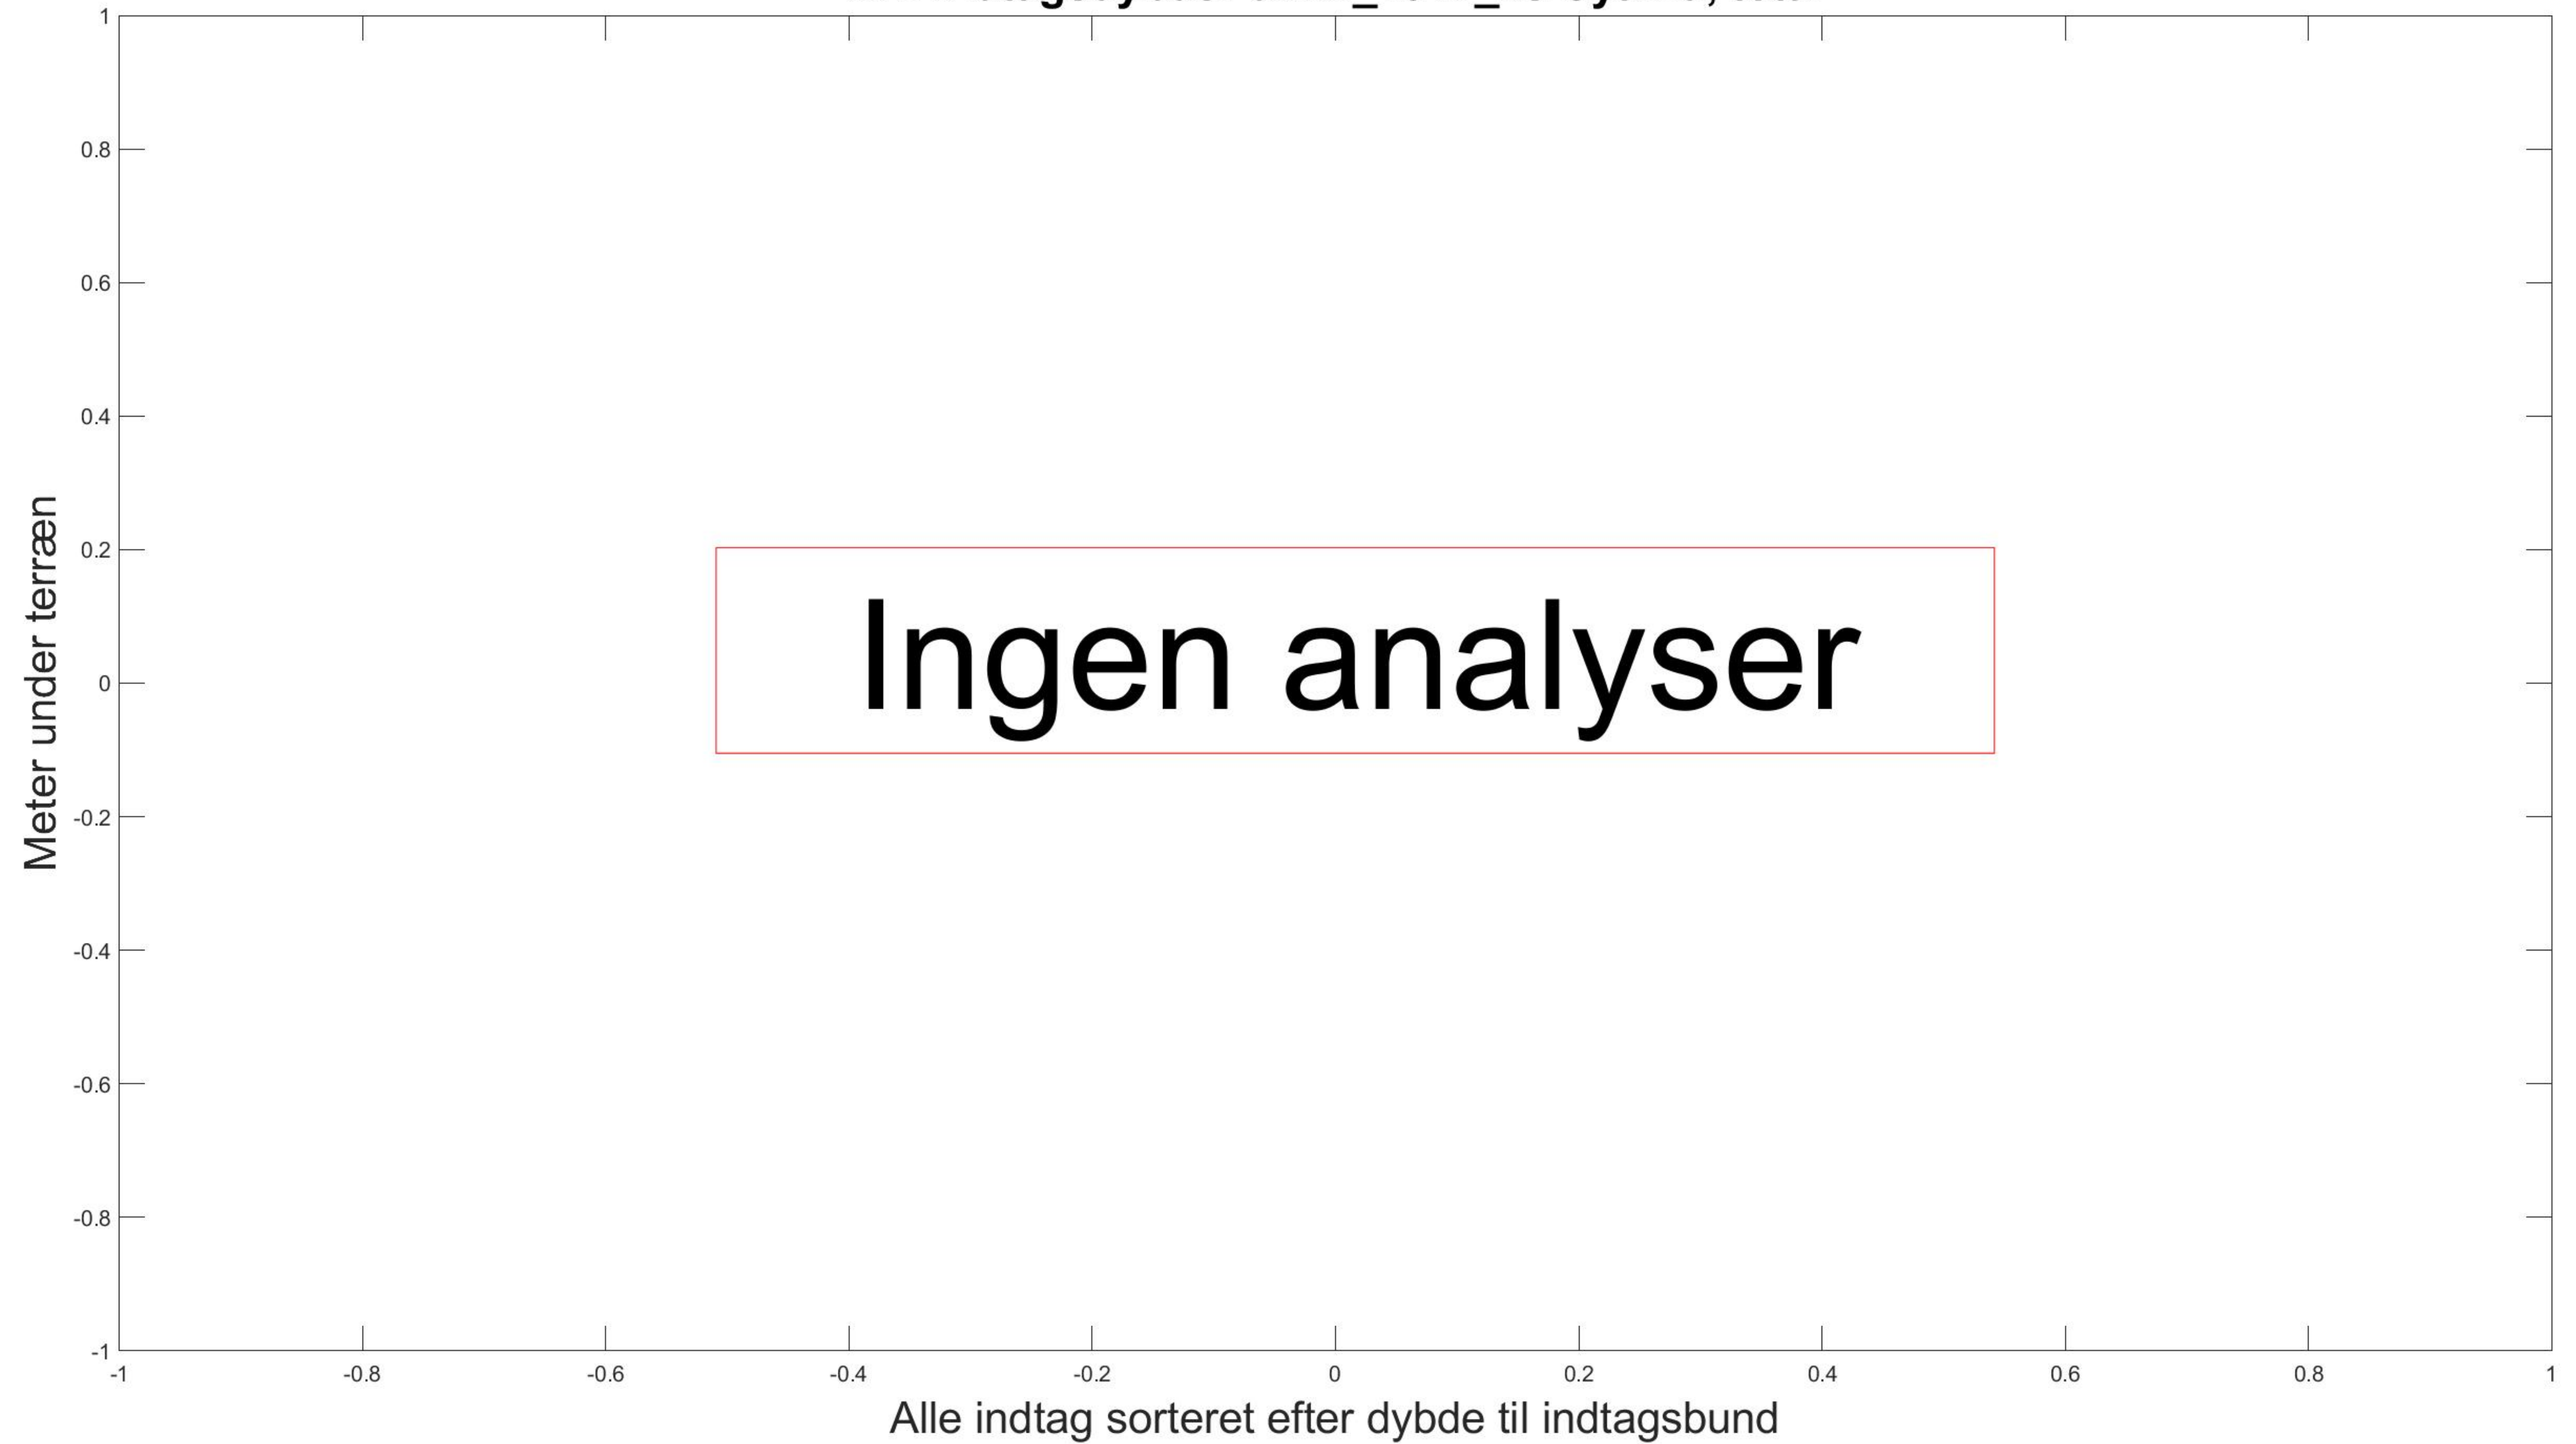 1
0.8
0.6
0.4
0.2
0
-0.2
-0.4
-0.6
-0.8
-1
Meter under terræn
Ingen analyser
-1 -0.8 -0.6 -0.4 -0.2 0 0.2 0.4 0.6 0.8 1
Alle indtag sorteret efter dybde til indtagsbund